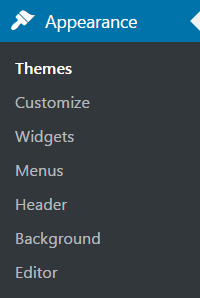 Appearance
Themes
Customize
Widgets
Menus
Header
Background
Editor